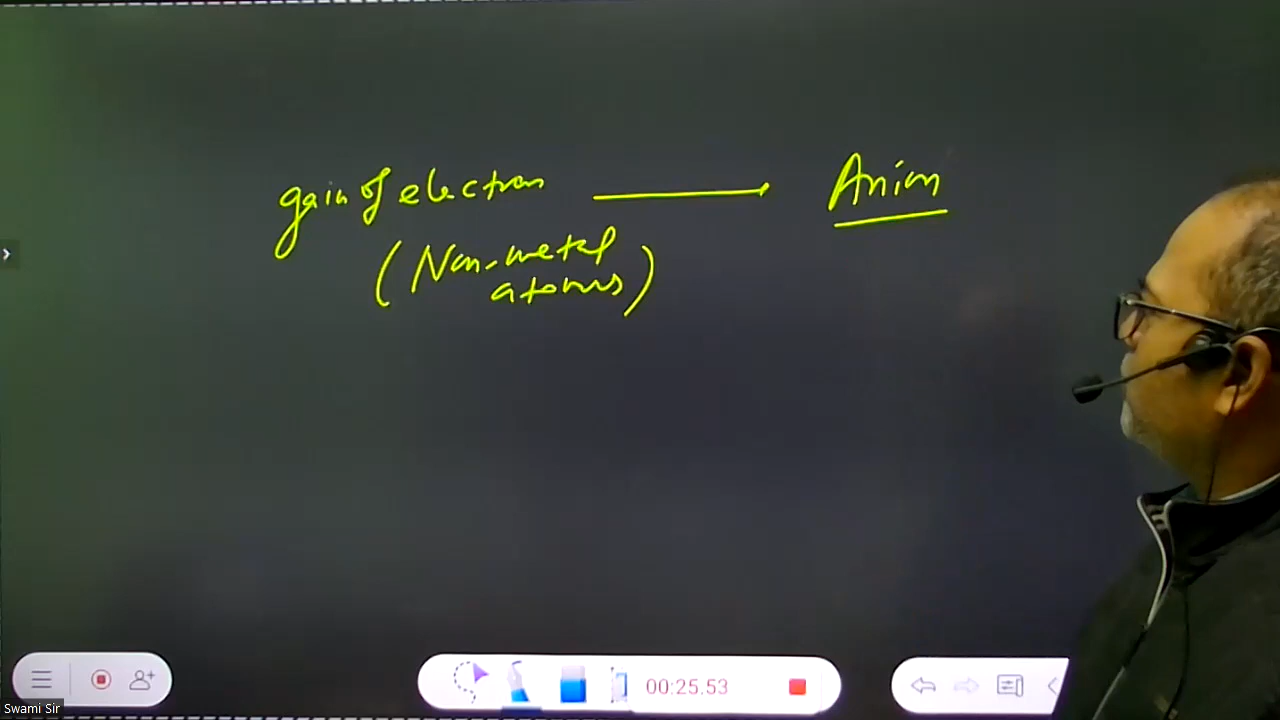 gain of electron ⟶ Anion
(Non-metal
atoms)
00:25.53
Swami Sir